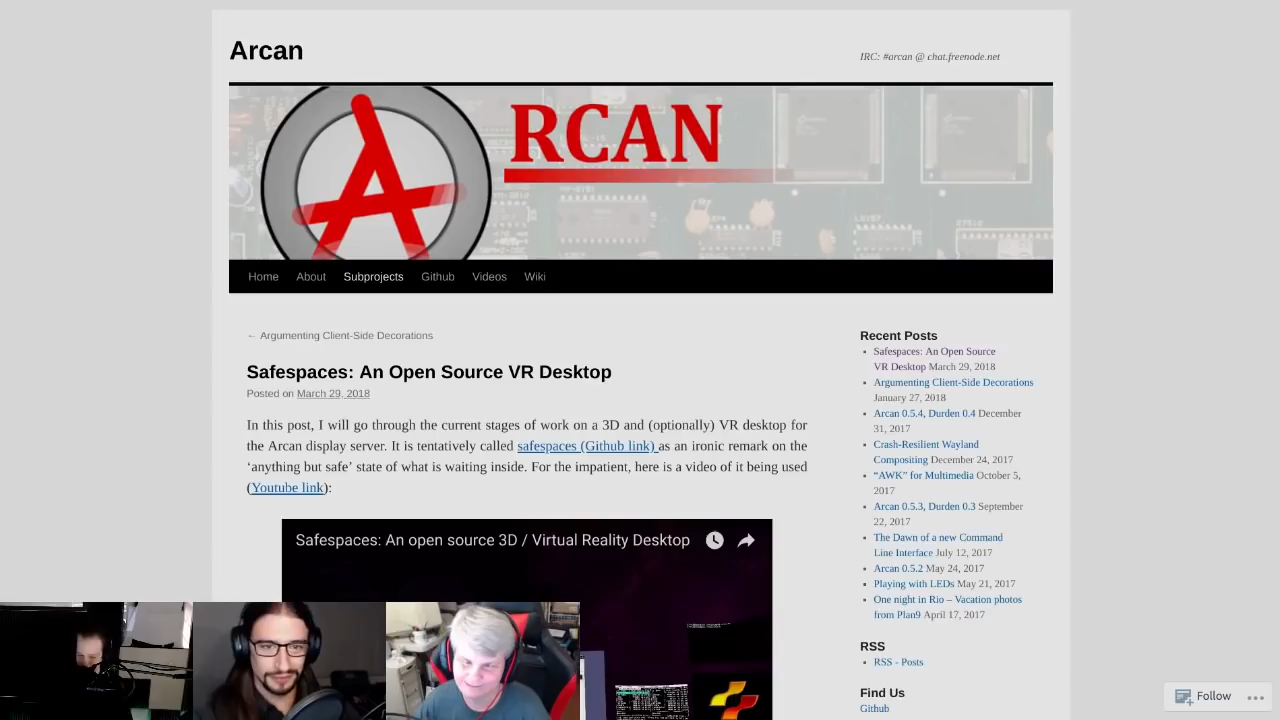 Arcan
IRC: #arcan @ chat.freenode.net
RCAN
Home About Subprojects Github Videos Wiki
← Argumenting Client-Side Decorations
Safespaces: An Open Source VR Desktop
Posted on March 29, 2018
In this post, I will go through the current stages of work on a 3D and (optionally) VR desktop for
the Arcan display server. It is tentatively called safespaces (Github link) as an ironic remark on the
‘anything but safe’ state of what is waiting inside. For the impatient, here is a video of it being used
(Youtube link):
Safespaces: An open source 3D / Virtual Reality Desktop
Recent Posts
Safespaces: An Open Source
VR Desktop March 29, 2018
Argumenting Client-Side Decorations
January 27, 2018
Arcan 0.5.4, Durden 0.4 December
31, 2017
Crash-Resilient Wayland
Compositing December 24, 2017
“AWK” for Multimedia October 5,
2017
Arcan 0.5.3, Durden 0.3 September
22, 2017
The Dawn of a new Command
Line Interface July 12, 2017
Arcan 0.5.2 May 24, 2017
Playing with LEDs May 21, 2017
One night in Rio – Vacation photos
from Plan9 April 17, 2017
RSS
RSS - Posts
Find Us
Github
Follow